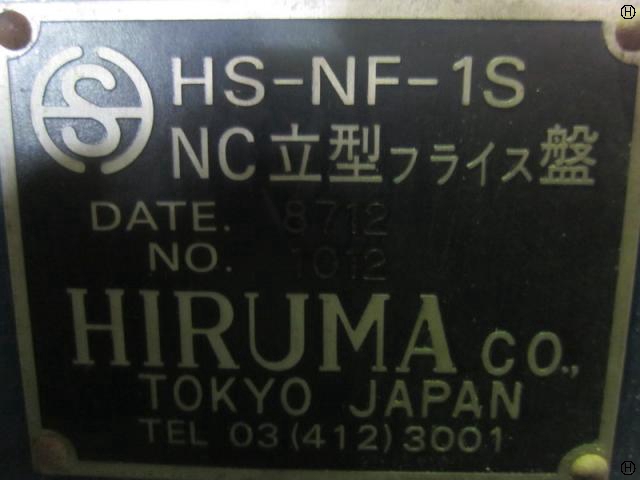 HS-NF-1S
NC立型フライス盤
DATE. 8712
NO. 1012
HIRUMA CO.,
TOKYO JAPAN
TEL 03(412)3001